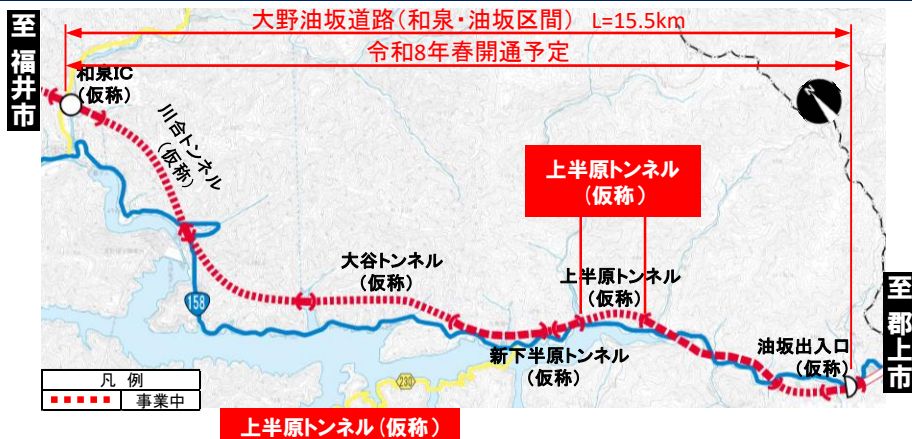 大野油坂道路(和泉・油坂区間) L=15.5km
令和8年春開通予定
至 福井市
和泉IC
(仮称)
川合トンネル
(仮称)
N
上半原トンネル
(仮称)
大谷トンネル
(仮称)
上半原トンネル
(仮称)
158
新下半原トンネル
(仮称)
油坂出入口
(仮称)
至 郡上市
230
凡 例
事業中
上半原トンネル(仮称)